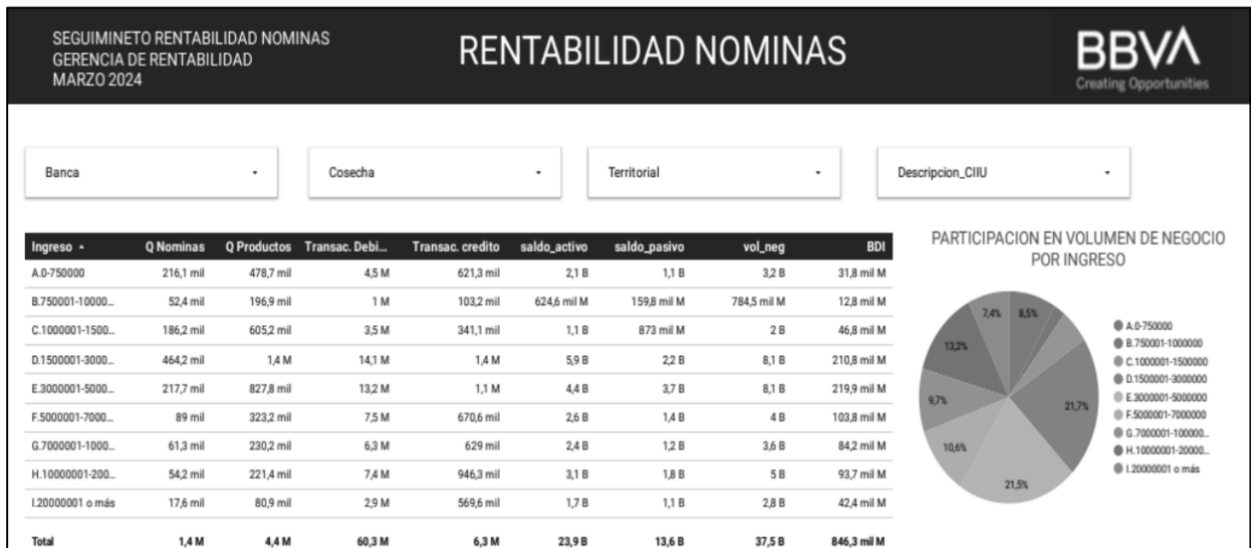 SEGUIMINETO RENTABILIDAD NOMINAS
GERENCIA DE RENTABILIDAD
MARZO 2024
RENTABILIDAD NOMINAS
BBVA
Creating Opportunities
Banca
Cosecha
Territorial
Descripcion_CIIU
Ingreso Q Nominas Q Productos Transac. Debi... Transac. credito saldo_activo saldo_pasivo vol_neg BDI
A.0-750000 216,1 mil 478,7 mil 4,5 M 621,3 mil 2,1 B 1,1 B 3,2 B 31,8 mil M
B.750001-10000... 52,4 mil 196,9 mil 1 M 103,2 mil 624,6 mil M 159,8 mil M 784,5 mil M 12,8 mil M
C.1000001-1500... 186,2 mil 605,2 mil 3,5 M 341,1 mil 1,1 B 873 mil M 2 B 46,8 mil M
D.1500001-3000... 464,2 mil 1,4 M 14,1 M 1,4 M 5,9 B 2,2 B 8,1 B 210,8 mil M
E.3000001-5000... 217,7 mil 827,8 mil 13,2 M 1,1 M 4,4 B 3,7 B 8,1 B 219,9 mil M
F.5000001-7000... 89 mil 323,2 mil 7,5 M 670,6 mil 2,6 B 1,4 B 4 B 103,8 mil M
G.7000001-1000... 61,3 mil 230,2 mil 6,3 M 629 mil 2,4 B 1,2 B 3,6 B 84,2 mil M
H.10000001-200... 54,2 mil 221,4 mil 7,4 M 946,3 mil 3,1 B 1,8 B 5 B 93,7 mil M
I.20000001 o más 17,6 mil 80,9 mil 2,9 M 569,6 mil 1,7 B 1,1 B 2,8 B 42,4 mil M
Total 1,4 M 4,4 M 60,3 M 6,3 M 23,9 B 13,6 B 37,5 B 846,3 mil M
PARTICIPACION EN VOLUMEN DE NEGOCIO
POR INGRESO
7,4%
8,5%
13,2%
9,7%
21,7%
10,6%
21,5%
A.0-750000
B.750001-1000000
C.1000001-1500000
D.1500001-3000000
E.3000001-5000000
F.5000001-7000000
G.7000001-100000...
H.10000001-20000...
I.20000001 o más